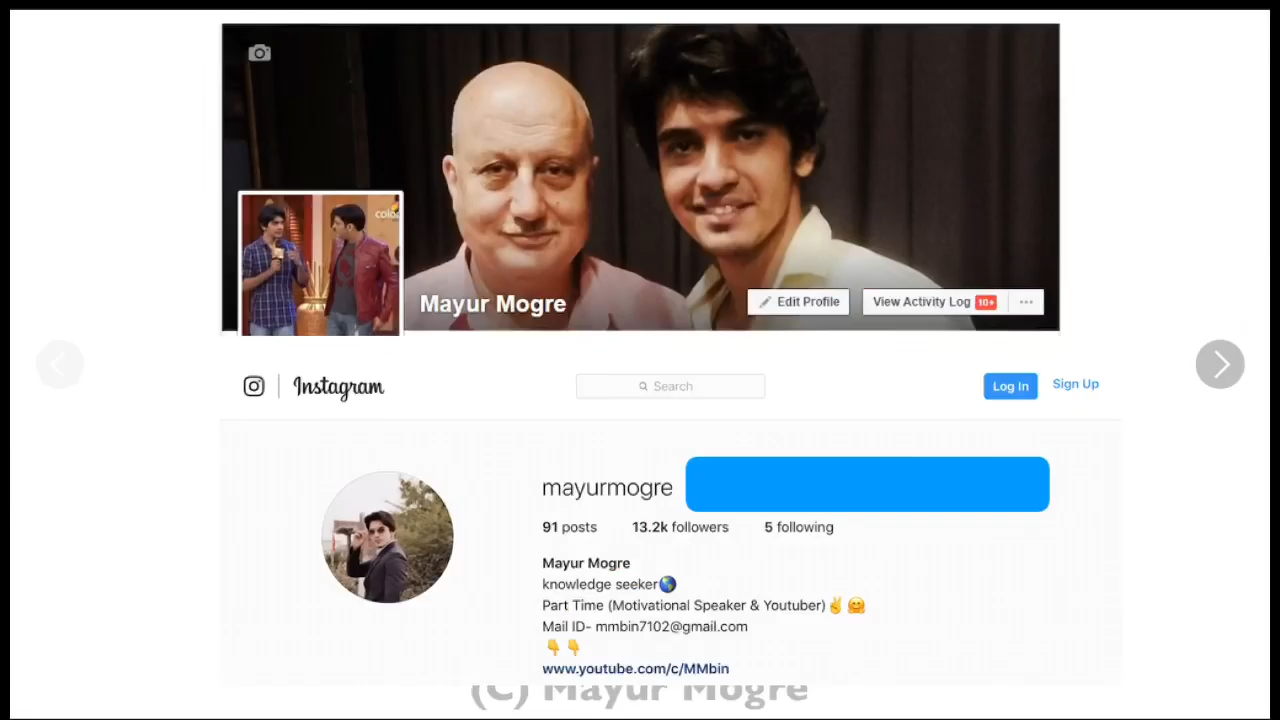 colo
Mayur Mogre
Edit Profile
View Activity Log 10+
Instagram
Search
Log In
Sign Up
mayurmogre
91 posts 13.2k followers 5 following
Mayur Mogre
knowledge seeker🌎
Part Time (Motivational Speaker & Youtuber)✌🤗
Mail ID- mmbin7102@gmail.com
👇👇
www.youtube.com/c/MMbin
(C) Mayur Mogre